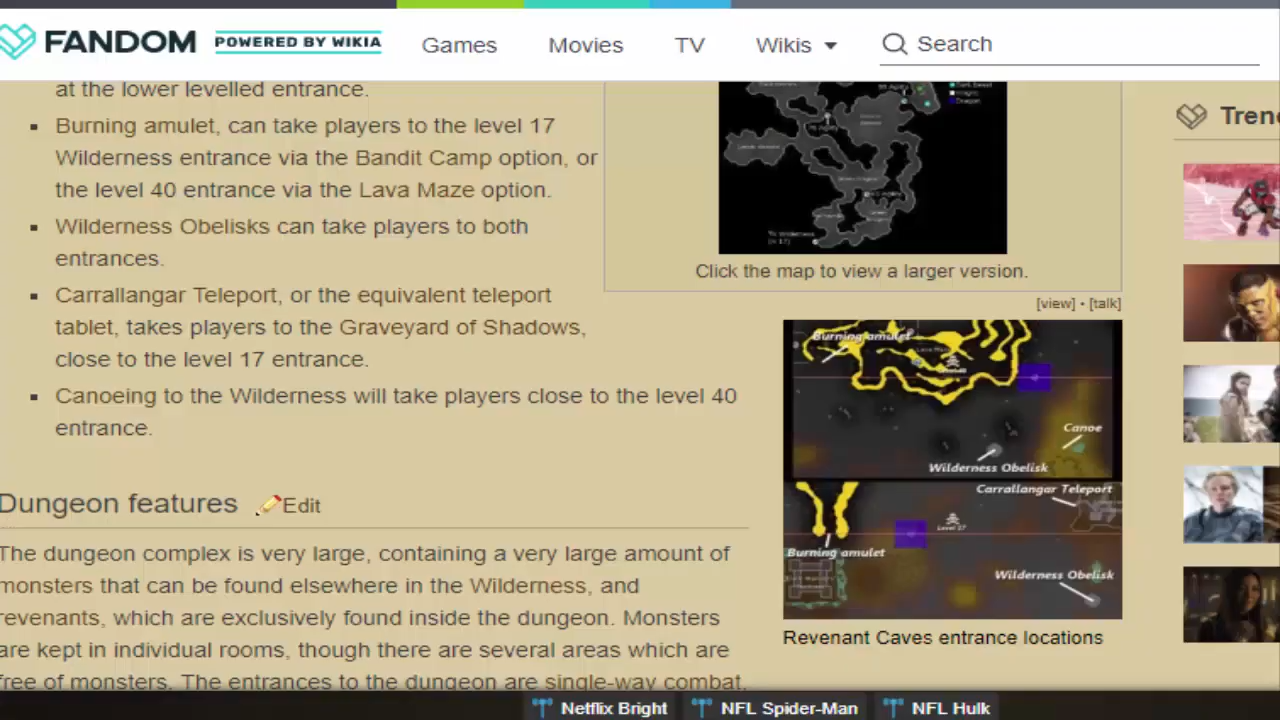 FANDOM POWERED BY WIKIA Games Movies TV Wikis Search
at the lower levelled entrance.
Burning amulet, can take players to the level 17
Wilderness entrance via the Bandit Camp option, or
the level 40 entrance via the Lava Maze option.
Wilderness Obelisks can take players to both
entrances.
Carrallangar Teleport, or the equivalent teleport
tablet, takes players to the Graveyard of Shadows,
close to the level 17 entrance.
Canoeing to the Wilderness will take players close to the level 40
entrance.
Dungeon features Edit
The dungeon complex is very large, containing a very large amount of
monsters that can be found elsewhere in the Wilderness, and
revenants, which are exclusively found inside the dungeon. Monsters
are kept in individual rooms, though there are several areas which are
free of monsters. The entrances to the dungeon are single-way combat,
Click the map to view a larger version.
[view] • [talk]
Burning amulet
Canoe
Wilderness Obelisk
Carrallangar Teleport
Level 17
Burning amulet
Wilderness Obelisk
Revenant Caves entrance locations
Tren
Netflix Bright NFL Spider-Man NFL Hulk